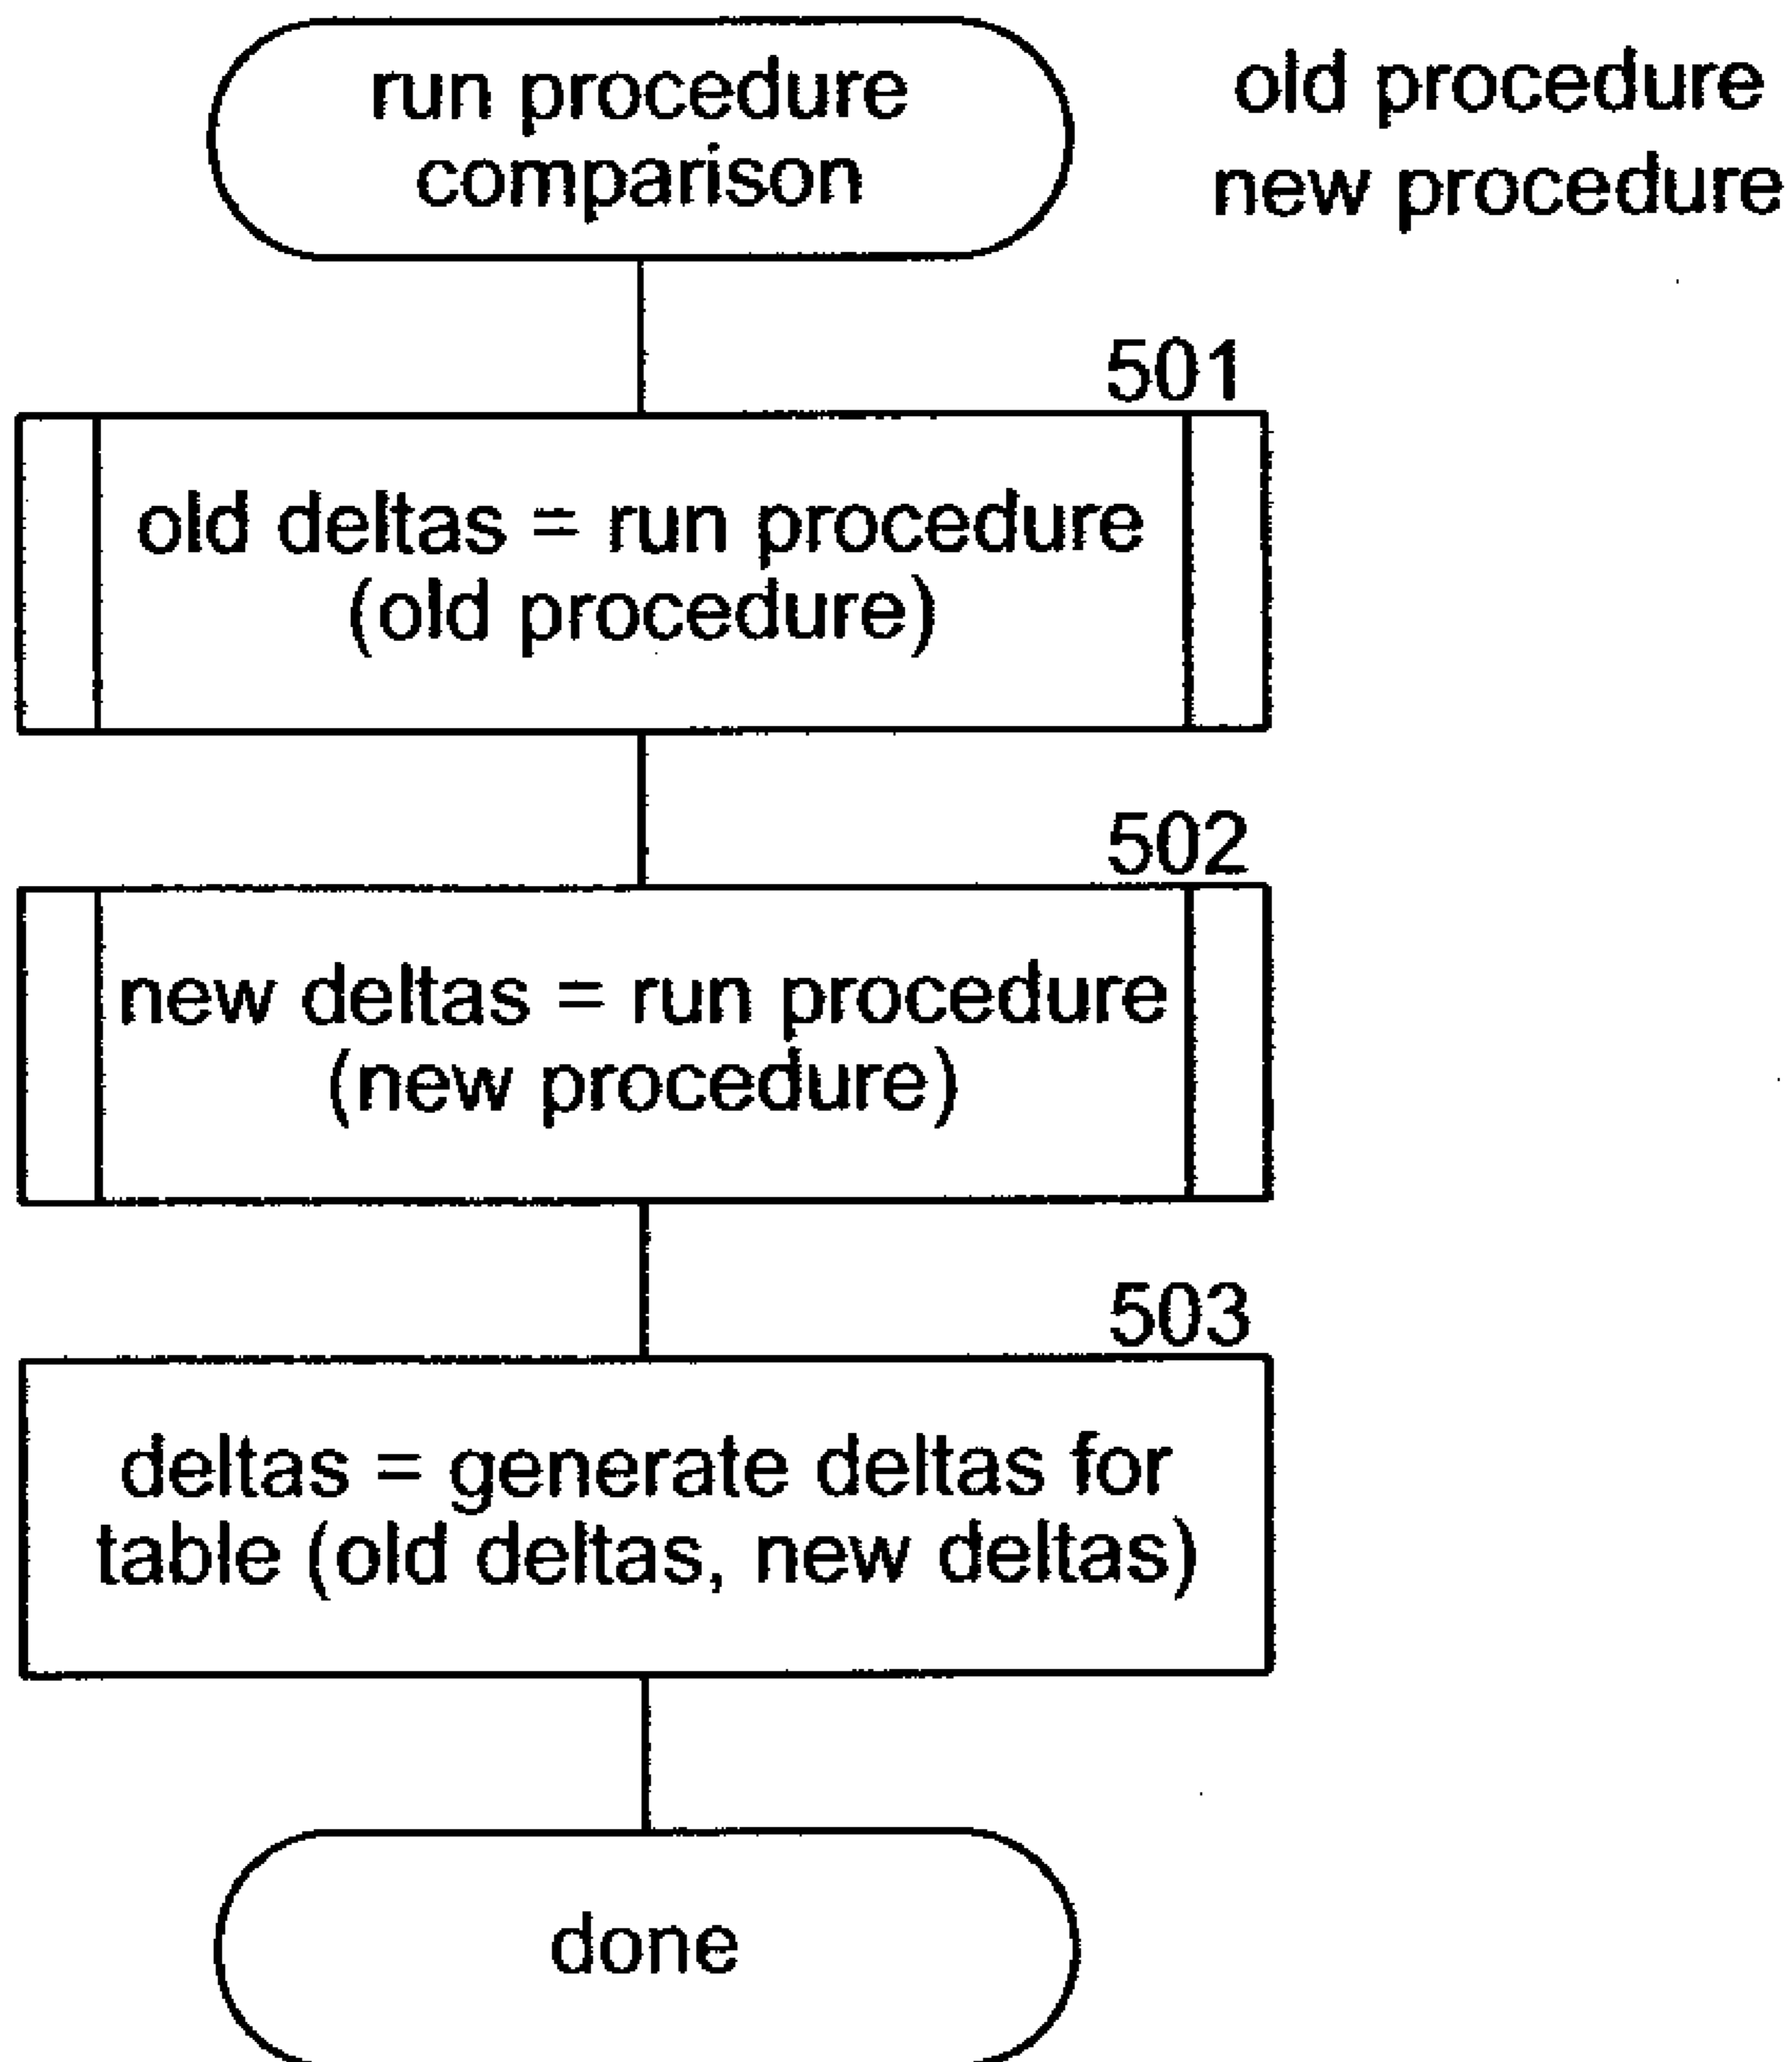 run procedure
comparison
old procedure
new procedure
501
old deltas = run procedure
(old procedure)
502
new deltas = run procedure
(new procedure)
503
deltas = generate deltas for
table (old deltas, new deltas)
done